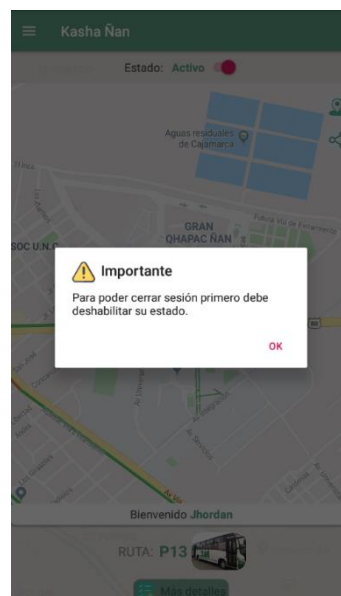 Kasha Ñan
Estado: Activo
Aguas residuales
de Cajamarca
GRAN
QHAPAC ÑAN
SOC U.N.C
Importante
Para poder cerrar sesión primero debe
deshabilitar su estado.
OK
Bienvenido Jhordan
RUTA: P13
Más detalles